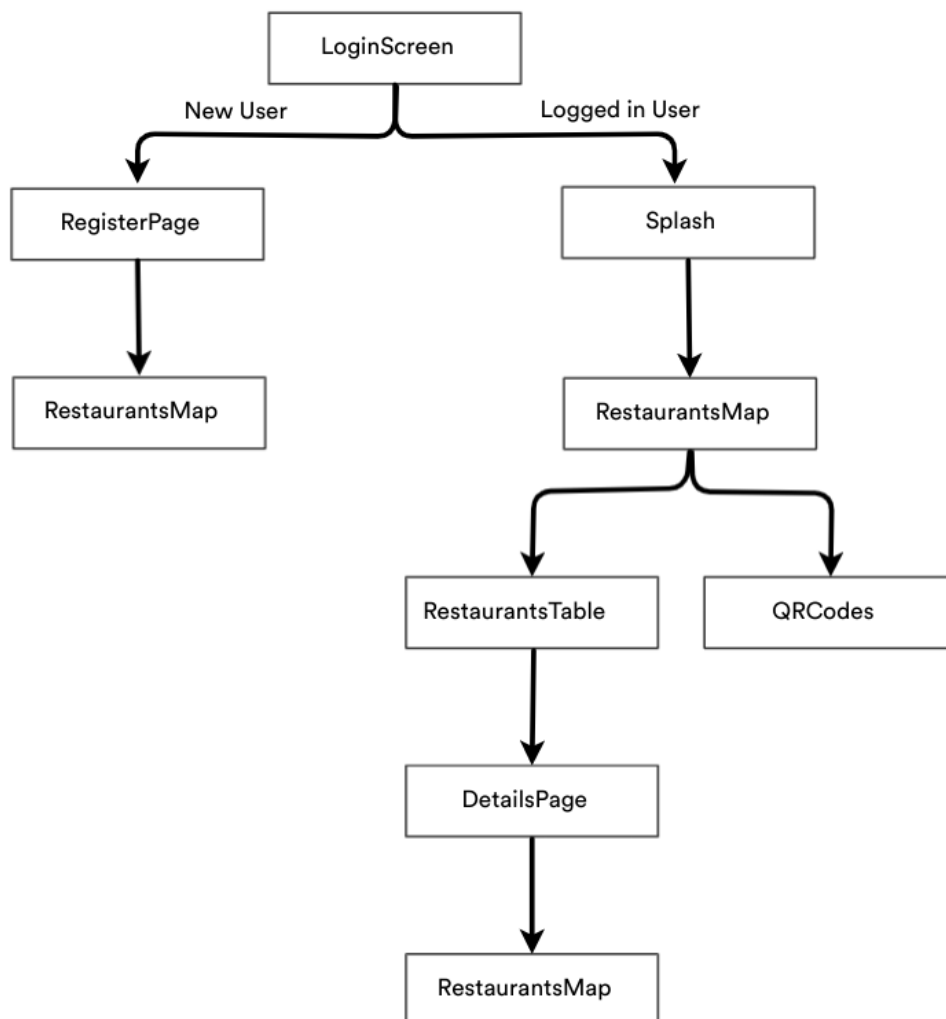 LoginScreen
New User
Logged in User
RegisterPage
Splash
RestaurantsMap
RestaurantsMap
RestaurantsTable
QRCodes
DetailsPage
RestaurantsMap